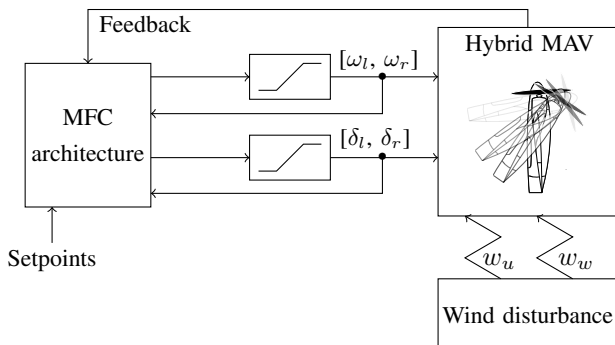 Feedback
Hybrid MAV
[ω_l, ω_r]
MFC
architecture
[δ_l, δ_r]
Setpoints
w_u
w_w
Wind disturbance